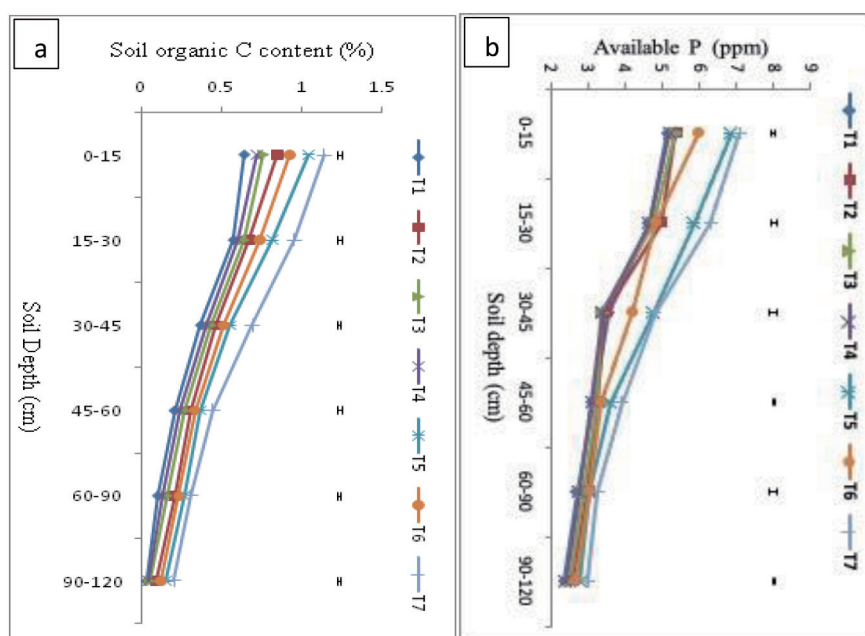 a
Soil organic C content (%)
0
0.5
1
1.5
0-15
15-30
30-45
45-60
60-90
90-120
Soil Depth (cm)
T1
T2
T3
T4
T5
T6
T7
b
Available P (ppm)
2
3
4
5
6
7
8
9
0-15
15-30
30-45
45-60
60-90
90-120
Soil depth (cm)
T1
T2
T3
T4
T5
T6
T7